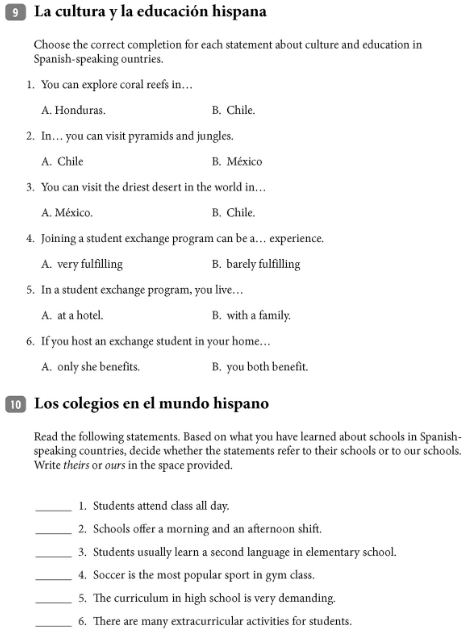 9 La cultura y la educación hispana
Choose the correct completion for each statement about culture and education in
Spanish-speaking ountries.
1. You can explore coral reefs in…
A. Honduras. B. Chile.
2. In… you can visit pyramids and jungles.
A. Chile B. México
3. You can visit the driest desert in the world in…
A. México. B. Chile.
4. Joining a student exchange program can be a… experience.
A. very fulfilling B. barely fulfilling
5. In a student exchange program, you live…
A. at a hotel. B. with a family.
6. If you host an exchange student in your home…
A. only she benefits. B. you both benefit.
10 Los colegios en el mundo hispano
Read the following statements. Based on what you have learned about schools in Spanish-
speaking countries, decide whether the statements refer to their schools or to our schools.
Write theirs or ours in the space provided.
_______ 1. Students attend class all day.
_______ 2. Schools offer a morning and an afternoon shift.
_______ 3. Students usually learn a second language in elementary school.
_______ 4. Soccer is the most popular sport in gym class.
_______ 5. The curriculum in high school is very demanding.
_______ 6. There are many extracurricular activities for students.